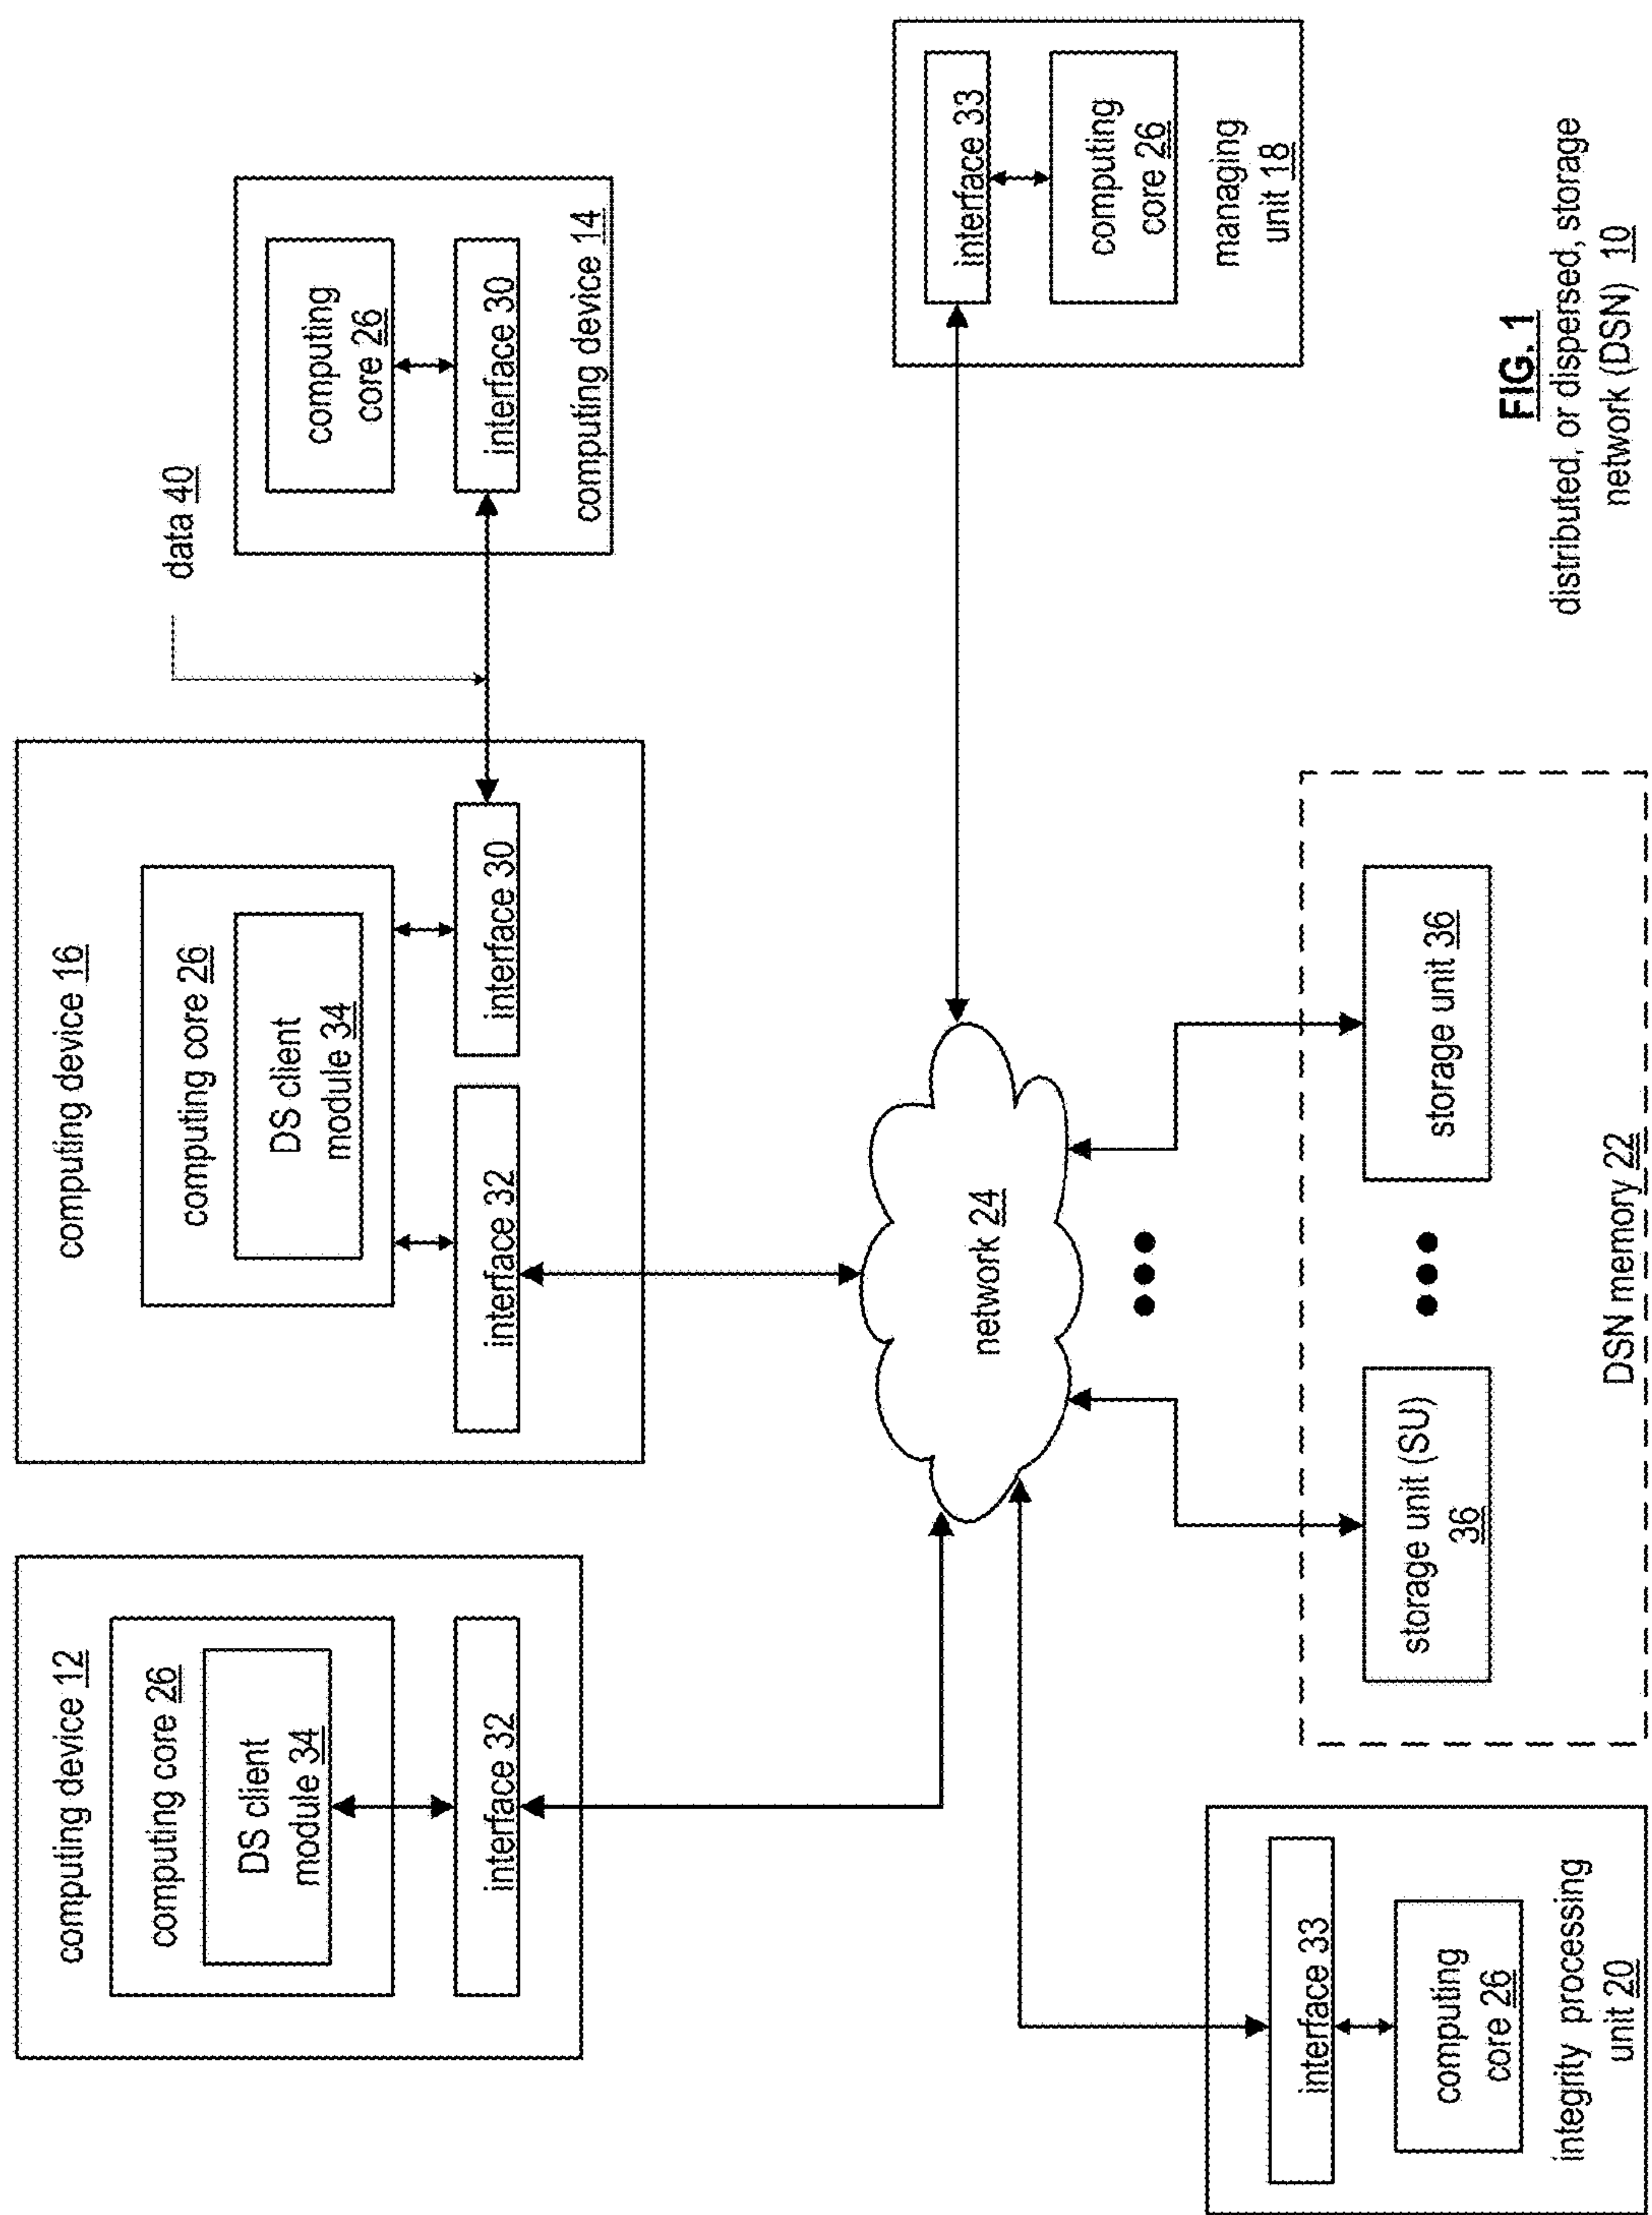 computing device 12
computing core 26
DS client
module 34
interface 32
computing device 16
computing core 26
DS client
module 34
interface 32
interface 30
data 40
computing
core 26
interface 30
computing device 14
network 24
interface 33
computing
core 26
managing
unit 18
interface 33
computing
core 26
integrity processing
unit 20
storage unit (SU)
36
storage unit 36
DSN memory 22
FIG. 1
distributed, or dispersed, storage
network (DSN) 10